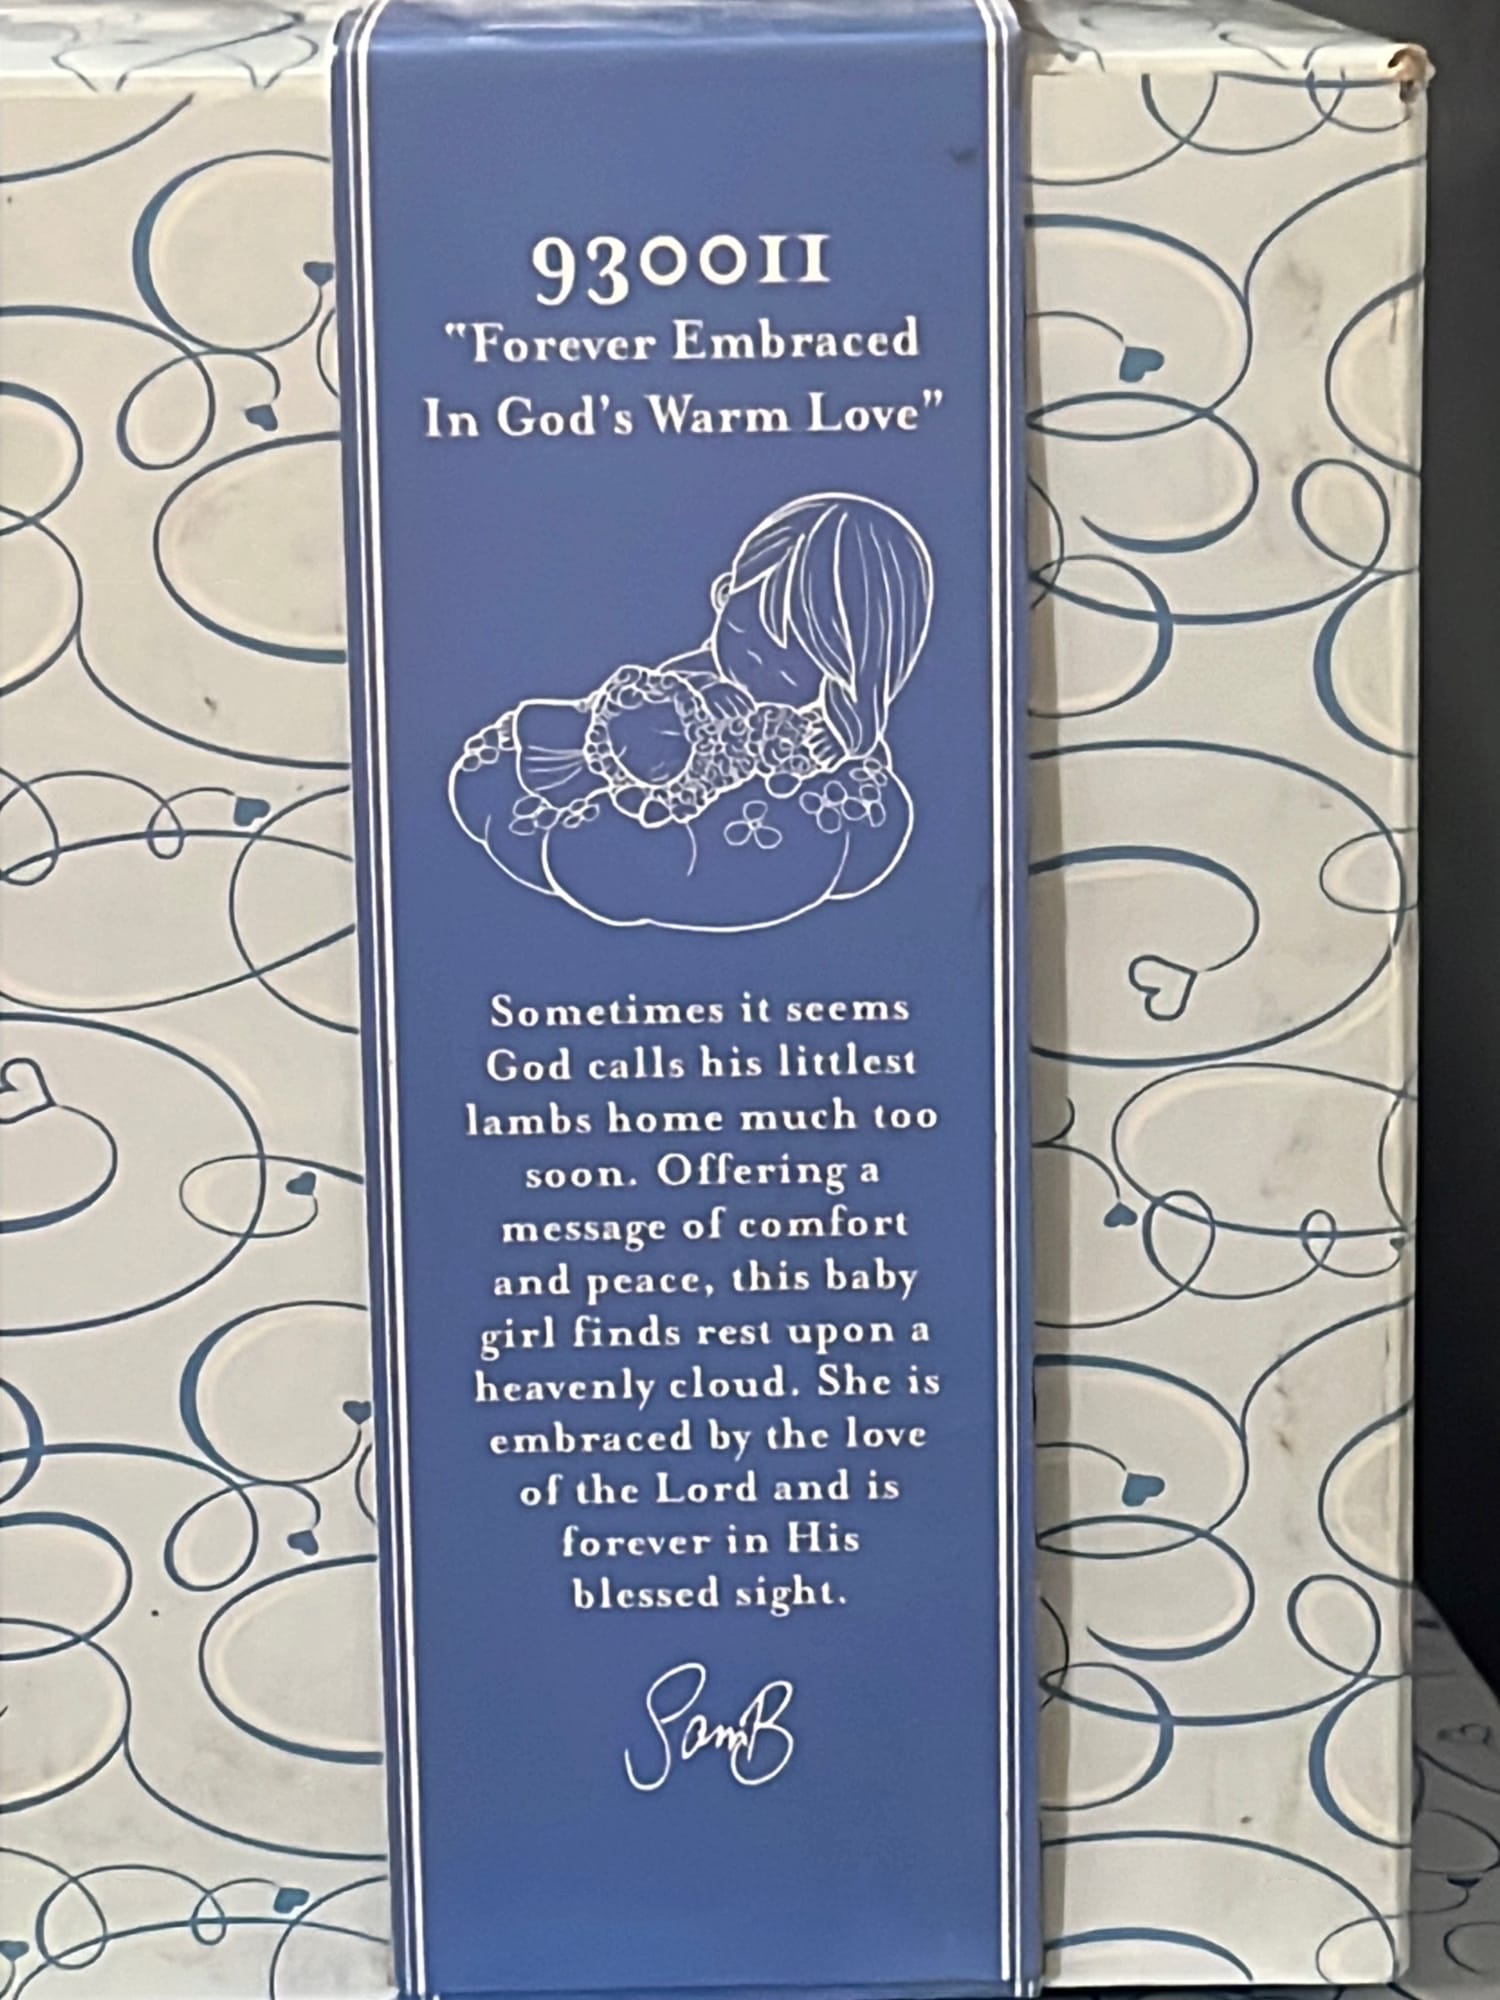 930011
"Forever Embraced
In God's Warm Love"
Sometimes it seems
God calls his littlest
lambs home much too
soon. Offering a
message of comfort
and peace, this baby
girl finds rest upon a
heavenly cloud. She is
embraced by the love
of the Lord and is
forever in His
blessed sight.
SamB